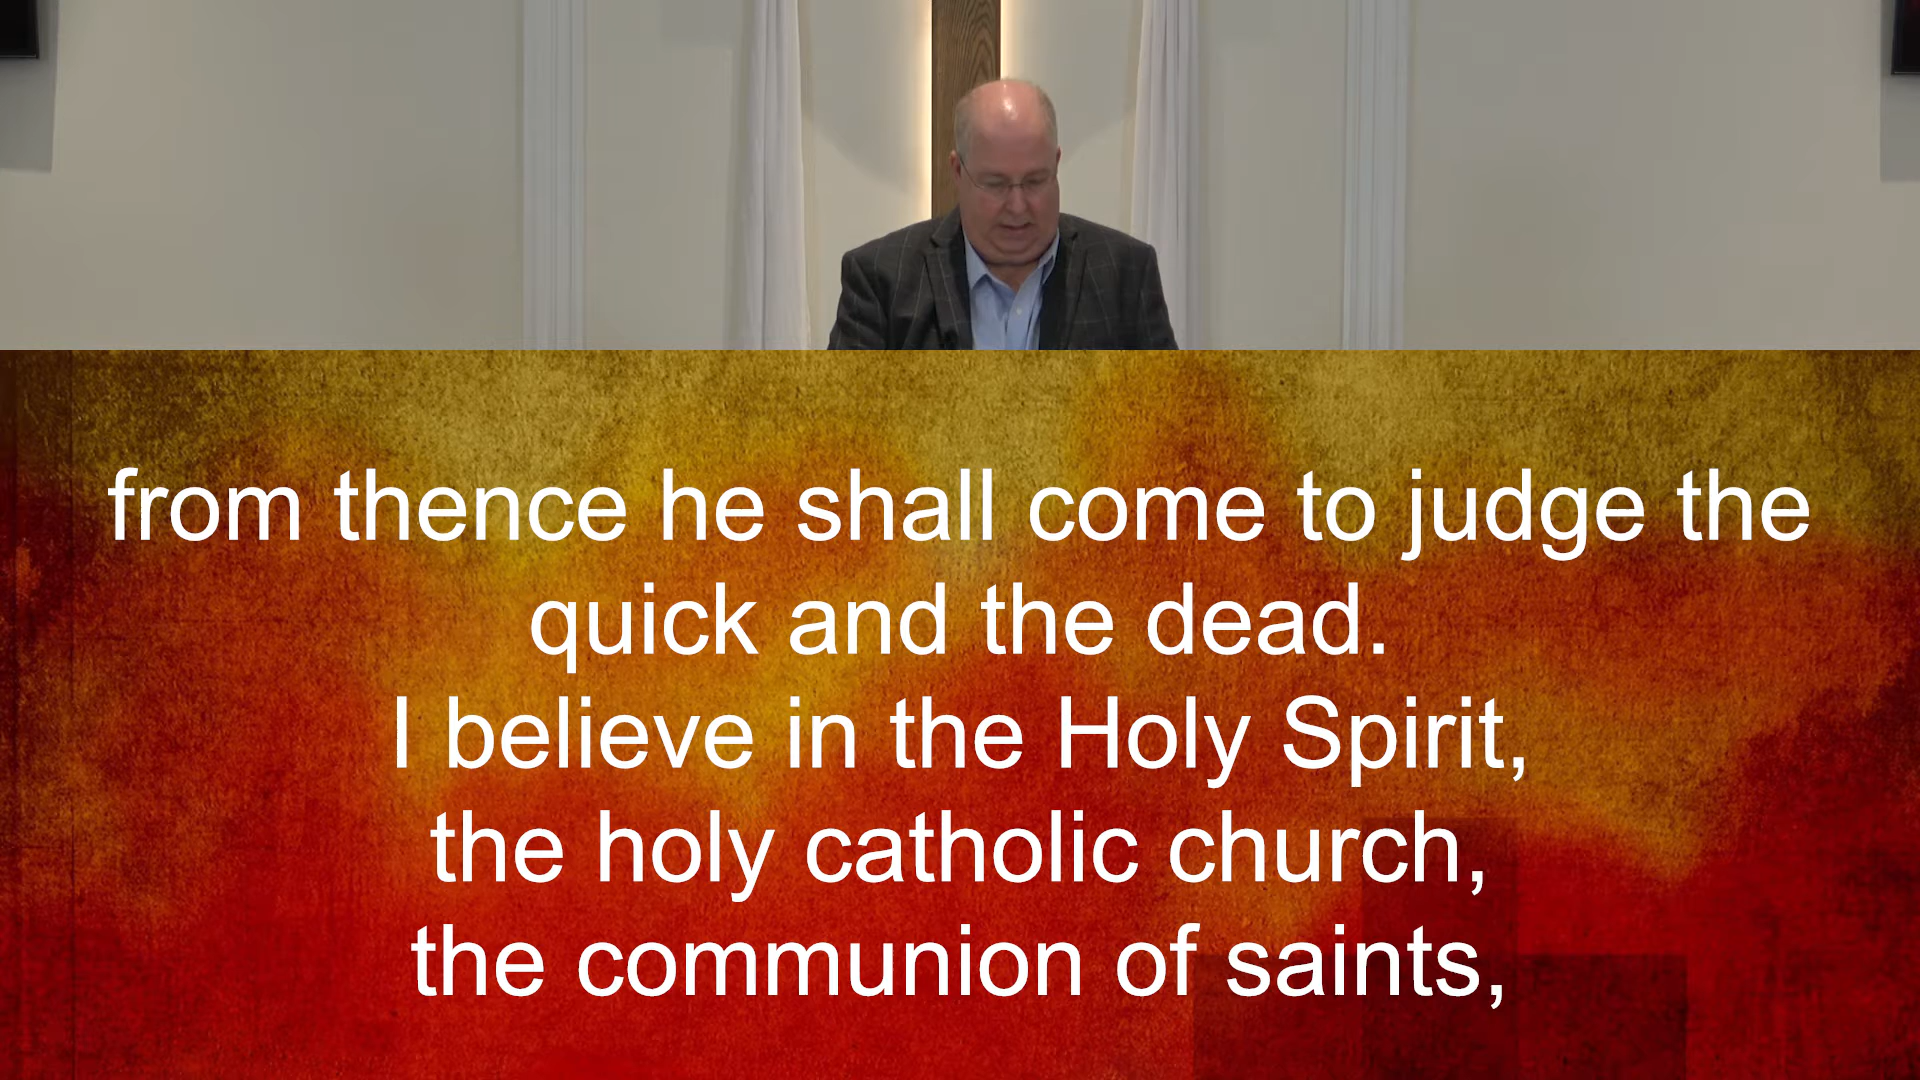 from thence he shall come to judge the
quick and the dead.
I believe in the Holy Spirit,
the holy catholic church,
the communion of saints,